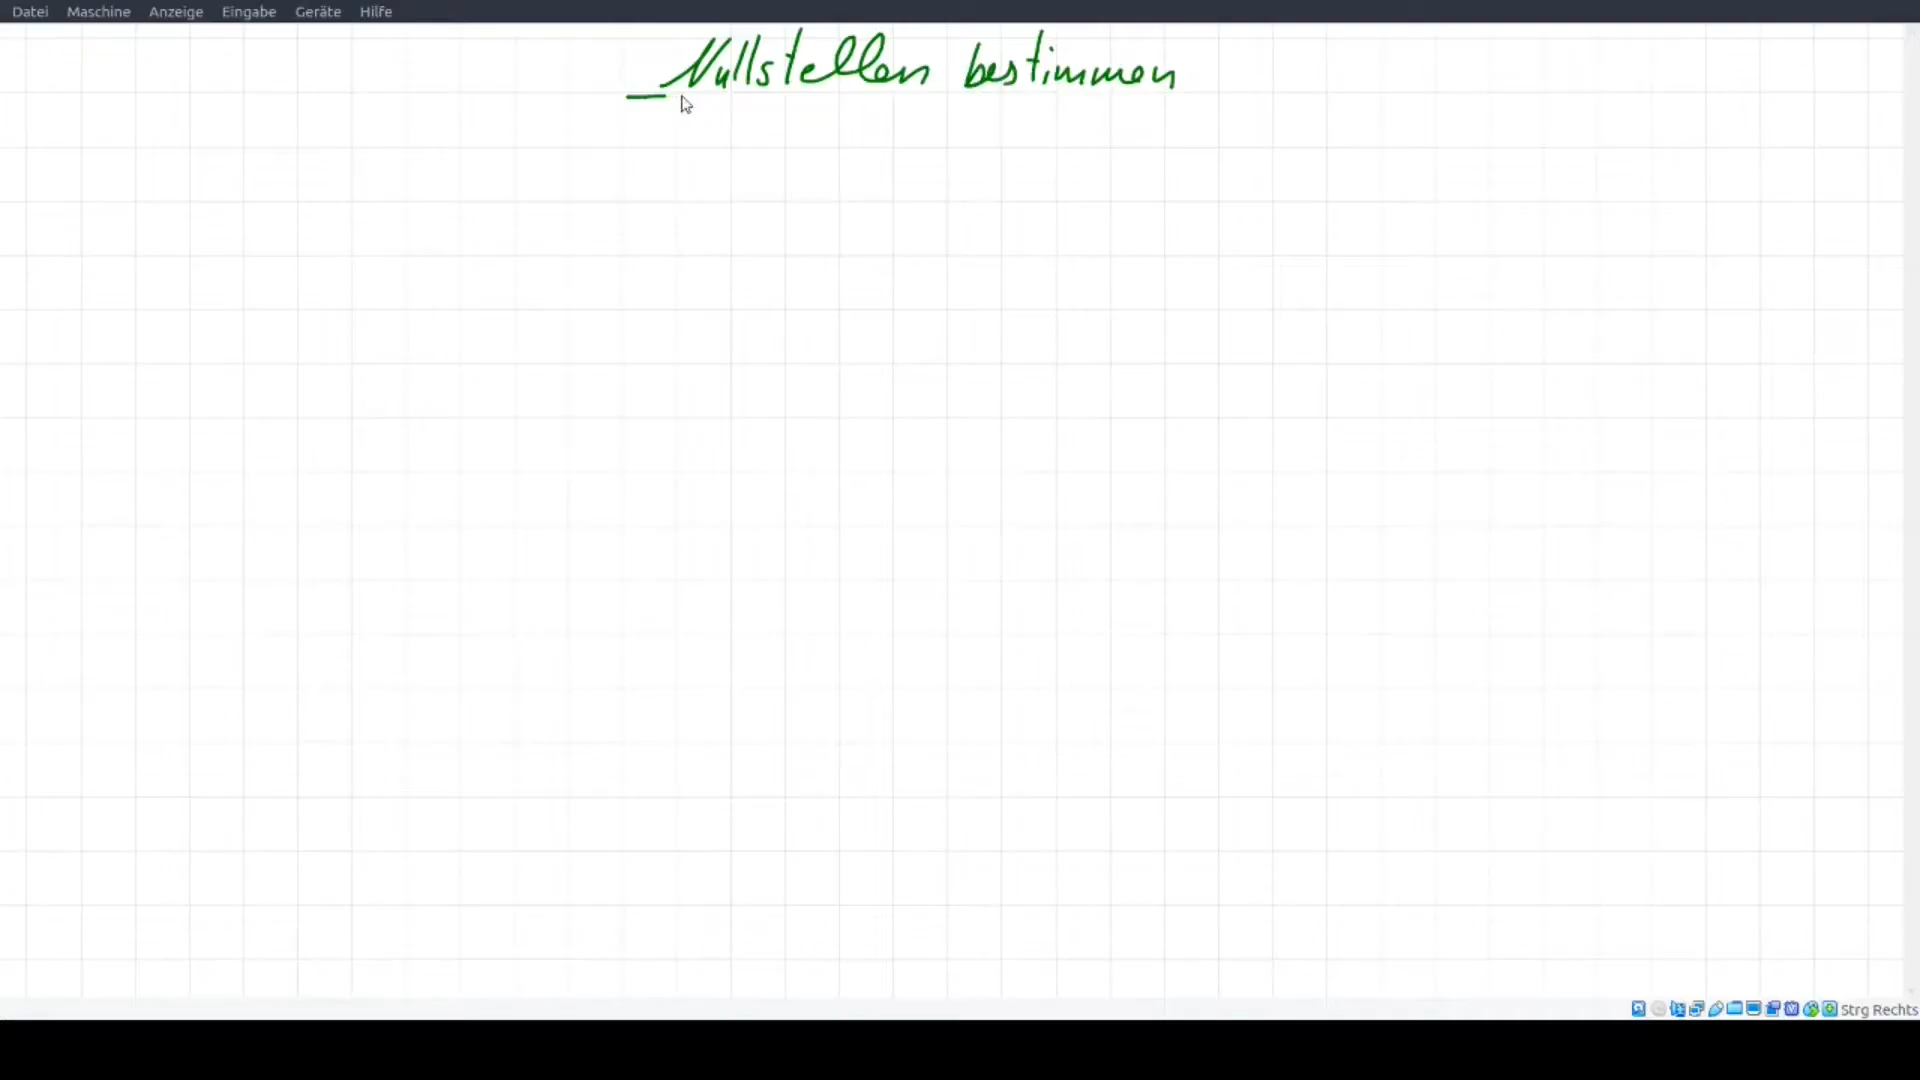 Datei Maschine Anzeige Eingabe Geräte Hilfe
Nullstellen bestimmen
Strg Rechts